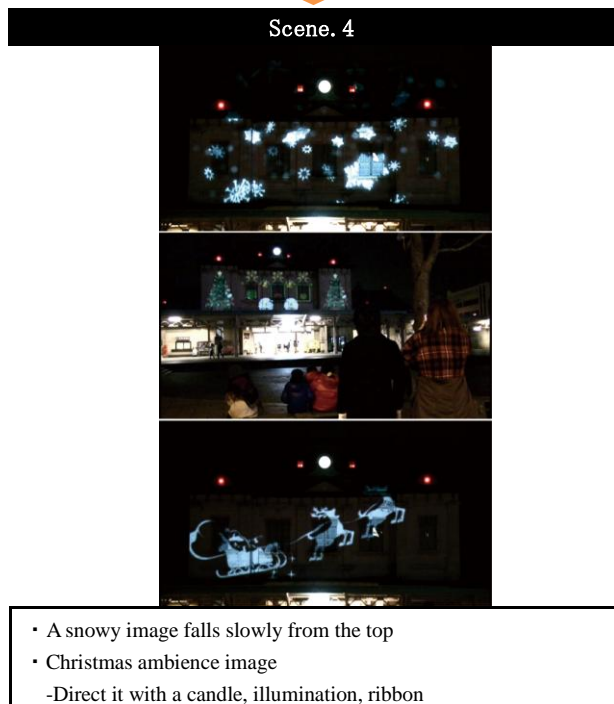 Scene. 4
・A snowy image falls slowly from the top
・Christmas ambience image
-Direct it with a candle, illumination, ribbon